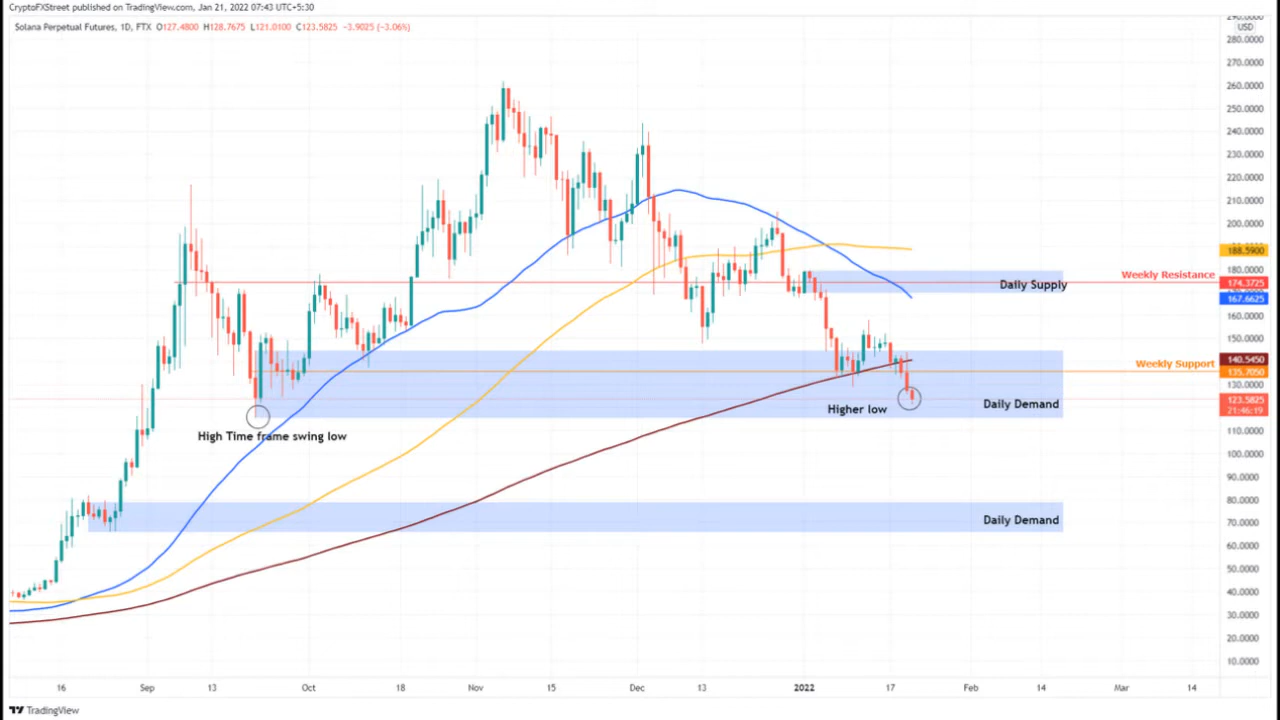 CryptoFXStreet published on TradingView.com, Jan 21, 2022 07:43 UTC+5:30
Solana Perpetual Futures, 1D, FTX O127.4800 H128.7675 L121.0100 C123.5825 −3.9025 (−3.06%)
290.0000
USD
280.0000
270.0000
260.0000
250.0000
240.0000
230.0000
220.0000
210.0000
200.0000
188.5900
180.0000
Weekly Resistance
174.3725
Daily Supply
167.6625
160.0000
150.0000
140.5450
Weekly Support
135.7050
130.0000
123.5825
21:46:19
Daily Demand
Higher low
High Time frame swing low
110.0000
100.0000
90.0000
80.0000
Daily Demand
70.0000
60.0000
50.0000
40.0000
30.0000
20.0000
10.0000
16 Sep 13 Oct 18 Nov 15 Dec 13 2022 17 Feb 14 Mar 14
TradingView